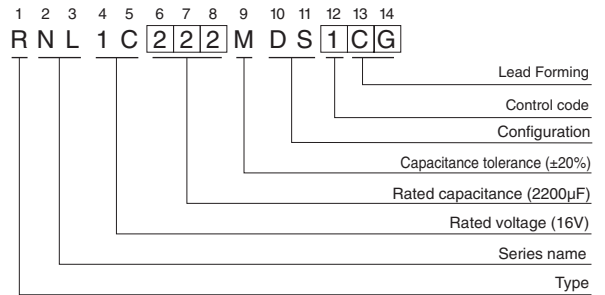 1 2 3 4 5 6 7 8 9 10 11 12 13 14
R N L 1 C 2 2 2 M D S 1 C G
Lead Forming
Control code
Configuration
Capacitance tolerance (±20%)
Rated capacitance (2200µF)
Rated voltage (16V)
Series name
Type